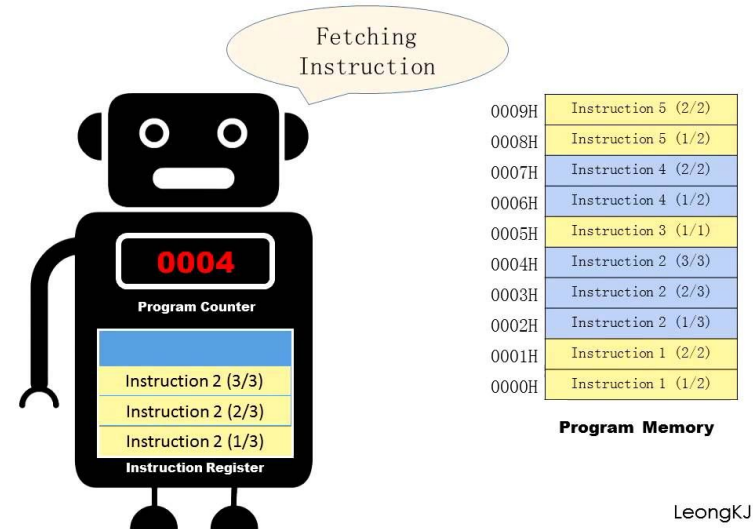 Fetching
Instruction
0004
Program Counter
Instruction 2 (3/3)
Instruction 2 (2/3)
Instruction 2 (1/3)
Instruction Register
0009H Instruction 5 (2/2)
0008H Instruction 5 (1/2)
0007H Instruction 4 (2/2)
0006H Instruction 4 (1/2)
0005H Instruction 3 (1/1)
0004H Instruction 2 (3/3)
0003H Instruction 2 (2/3)
0002H Instruction 2 (1/3)
0001H Instruction 1 (2/2)
0000H Instruction 1 (1/2)
Program Memory
LeongKJ